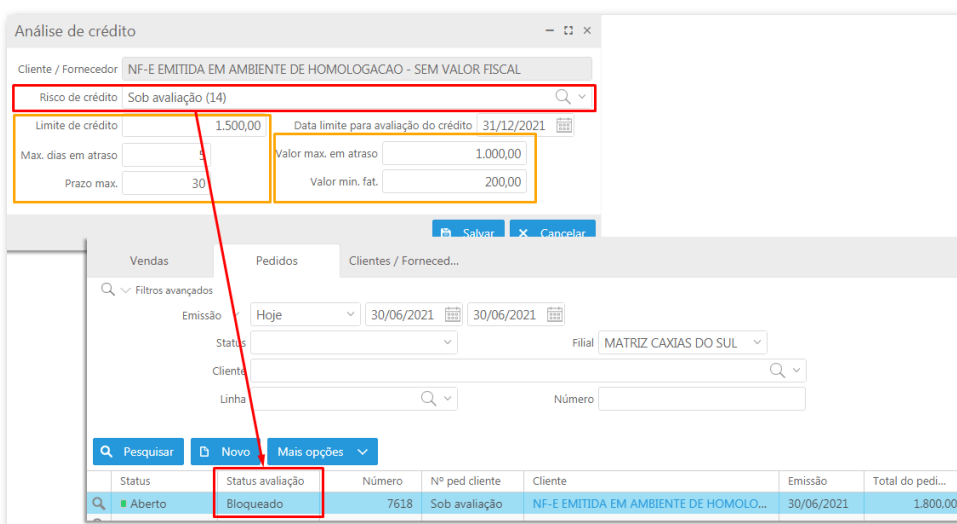 Análise de crédito
Cliente / Fornecedor NF-E EMITIDA EM AMBIENTE DE HOMOLOGACAO - SEM VALOR FISCAL
Risco de crédito Sob avaliação (14)
Limite de crédito 1.500,00 Data limite para avaliação do crédito 31/12/2021
Max. dias em atraso 5 Valor max. em atraso 1.000,00
Prazo max. 30 Valor min. fat. 200,00
Salvar Cancelar
Vendas Pedidos Clientes / Forneced...
Filtros avançados
Emissão Hoje 30/06/2021 30/06/2021
Status Filial MATRIZ CAXIAS DO SUL
Cliente
Linha Número
Pesquisar Novo Mais opções
Status Status avaliação Número Nº ped cliente Cliente Emissão Total do pedi...
Aberto Bloqueado 7618 Sob avaliação NF-E EMITIDA EM AMBIENTE DE HOMOLO... 30/06/2021 1.800,00